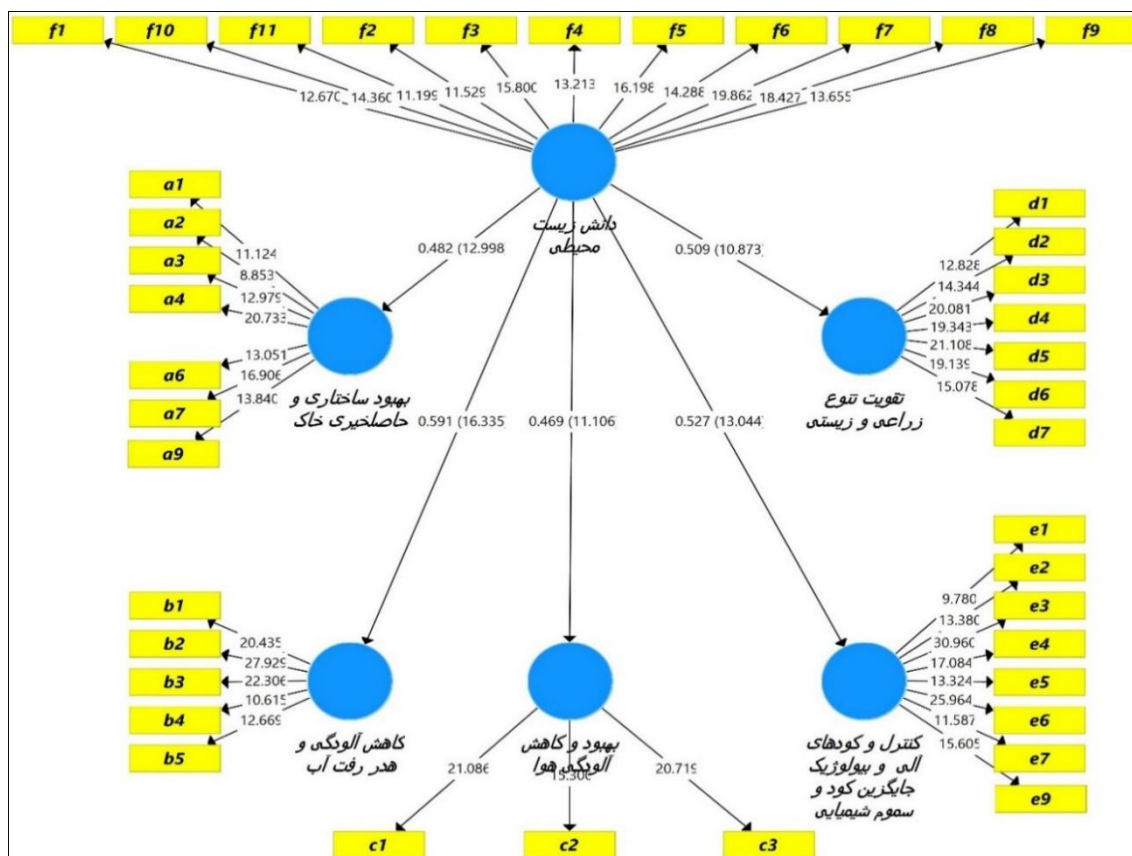 f1 f10 f11 f2 f3 f4 f5 f6 f7 f8 f9
12.670 14.360 11.199 11.529 15.800 13.213 16.198 14.288 19.862 18.427 13.655
دانش زیست
محیطی
a1
a2
a3
a4
a6
a7
a9
11.124
8.853
12.979
20.733
13.051
16.906
13.840
0.482 (12.998)
0.509 (10.873)
بهبود ساختاری و
حاصلخیری خاک
d1
d2
d3
d4
d5
d6
d7
12.828
14.344
20.081
19.343
21.108
19.139
15.078
تقویت تنوع
زراعی و زیستی
0.591 (16.335)
0.469 (11.106)
0.527 (13.044)
b1
b2
b3
b4
b5
20.435
27.929
22.306
10.615
12.669
کاهش آلودگی و
هدر رفت آب
بهبود و کاهش
آلودگی هوا
21.086
15.306
20.719
c1 c2 c3
e1
e2
e3
e4
e5
e6
e7
e9
9.780
13.380
30.960
17.084
13.324
25.964
11.587
15.605
کنترل و کودهای
آلی و بیولوژیک
جایگزین کود و
سموم شیمیایی